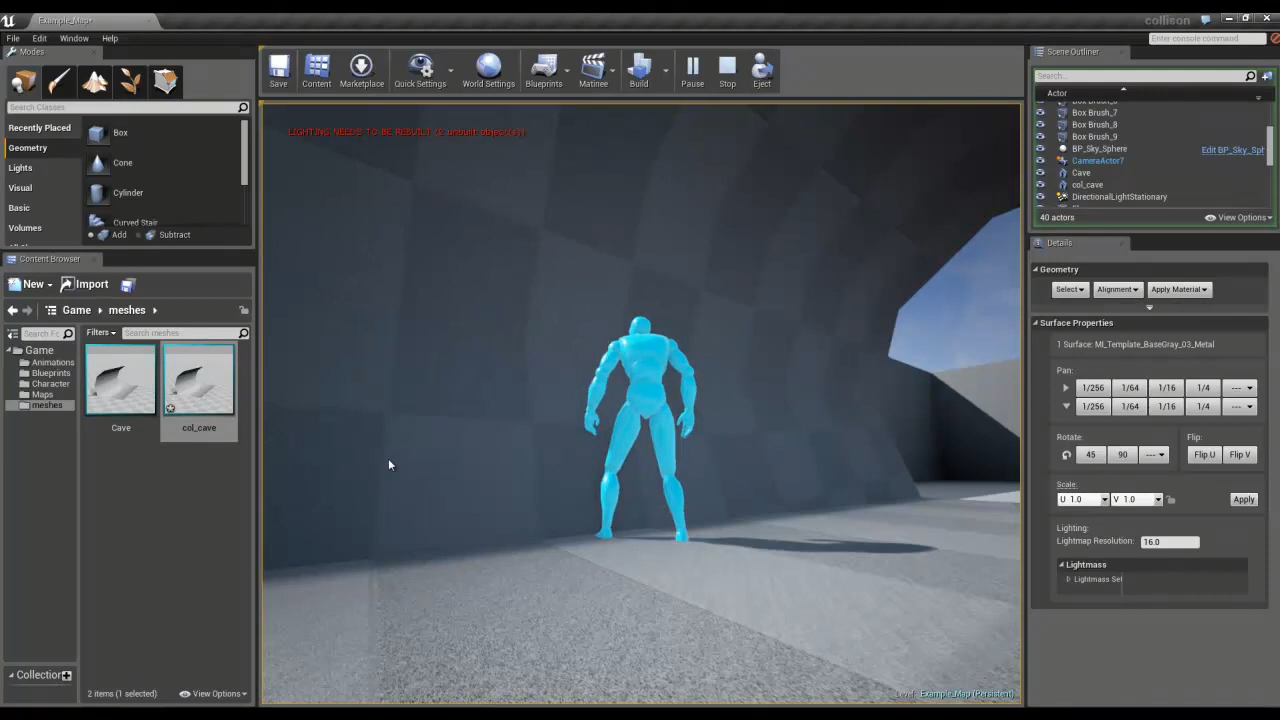 Example_Map*
collison
File Edit Window Help
Enter console command
Modes
Search Classes
Recently Placed
Geometry
Lights
Visual
Basic
Volumes
Box
Cone
Cylinder
Curved Stair
Add Subtract
Save Content Marketplace Quick Settings World Settings Blueprints Matinee Build Pause Stop Eject
LIGHTING NEEDS TO BE REBUILT (2 unbuilt object(s))
Level: Example_Map (Persistent)
Content Browser
New Import
Game meshes
Search Fo
Filters Search meshes
Game
Animations
Blueprints
Character
Maps
meshes
Cave col_cave
Collection
2 items (1 selected) View Options
Scene Outliner
Search...
Actor
Box Brush_7
Box Brush_8
Box Brush_9
BP_Sky_Sphere Edit BP_Sky_Sph
CameraActor7
Cave
col_cave
DirectionalLightStationary
40 actors View Options
Details
Geometry
Select Alignment Apply Material
Surface Properties
1 Surface: MI_Template_BaseGray_03_Metal
Pan:
1/256 1/64 1/16 1/4 ---
1/256 1/64 1/16 1/4 ---
Rotate: Flip:
45 90 --- Flip U Flip V
Scale:
U 1.0 V 1.0 Apply
Lighting:
Lightmap Resolution: 16.0
Lightmass
Lightmass Set